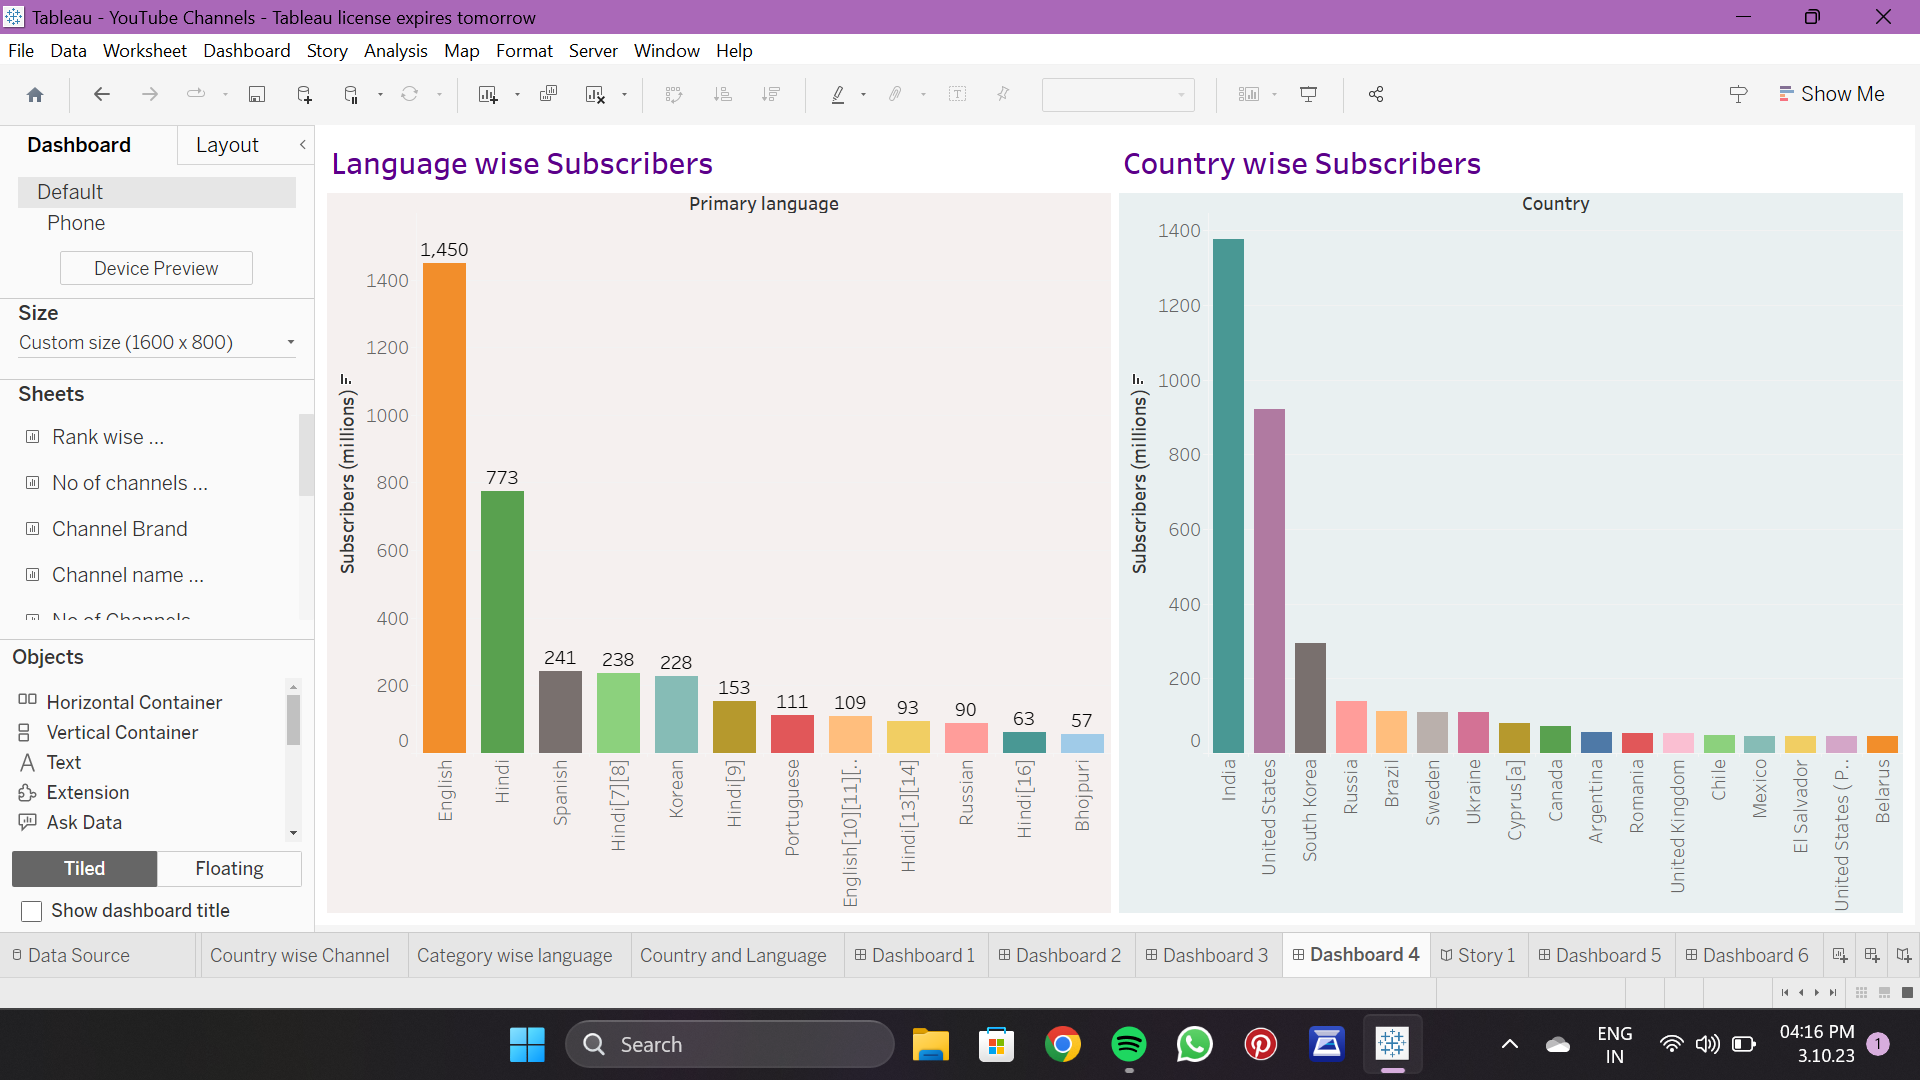 Tableau - YouTube Channels - Tableau license expires tomorrow
File Data Worksheet Dashboard Story Analysis Map Format Server Window Help
Show Me
Dashboard Layout
Default
Phone
Device Preview
Size
Custom size (1600 x 800)
Sheets
Rank wise ...
No of channels ...
Channel Brand
Channel name ...
No of Channels
Objects
Horizontal Container
Vertical Container
Text
Extension
Ask Data
Tiled Floating
Show dashboard title
Language wise Subscribers
Primary language
Subscribers (millions)
1400
1200
1000
800
600
400
200
0
1,450
773
241
238
228
153
111
109
93
90
63
57
English
Hindi
Spanish
Hindi[7][8]
Korean
Hindi[9]
Portuguese
English[10][11][..
Hindi[13][14]
Russian
Hindi[16]
Bhojpuri
Country wise Subscribers
Country
Subscribers (millions)
1400
1200
1000
800
600
400
200
0
India
United States
South Korea
Russia
Brazil
Sweden
Ukraine
Cyprus[a]
Canada
Argentina
Romania
United Kingdom
Chile
Mexico
El Salvador
United States (P..
Belarus
Data Source Country wise Channel Category wise language Country and Language Dashboard 1 Dashboard 2 Dashboard 3 Dashboard 4 Story 1 Dashboard 5 Dashboard 6
Search
ENG
IN
04:16 PM
3.10.23
1